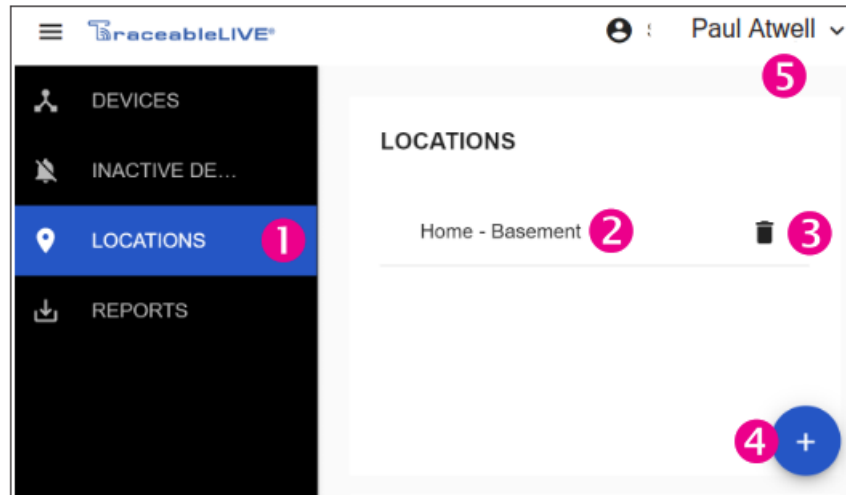 TraceableLIVE®
Paul Atwell
5
DEVICES
LOCATIONS
INACTIVE DE...
Home - Basement 2 3
LOCATIONS 1
REPORTS
4 +